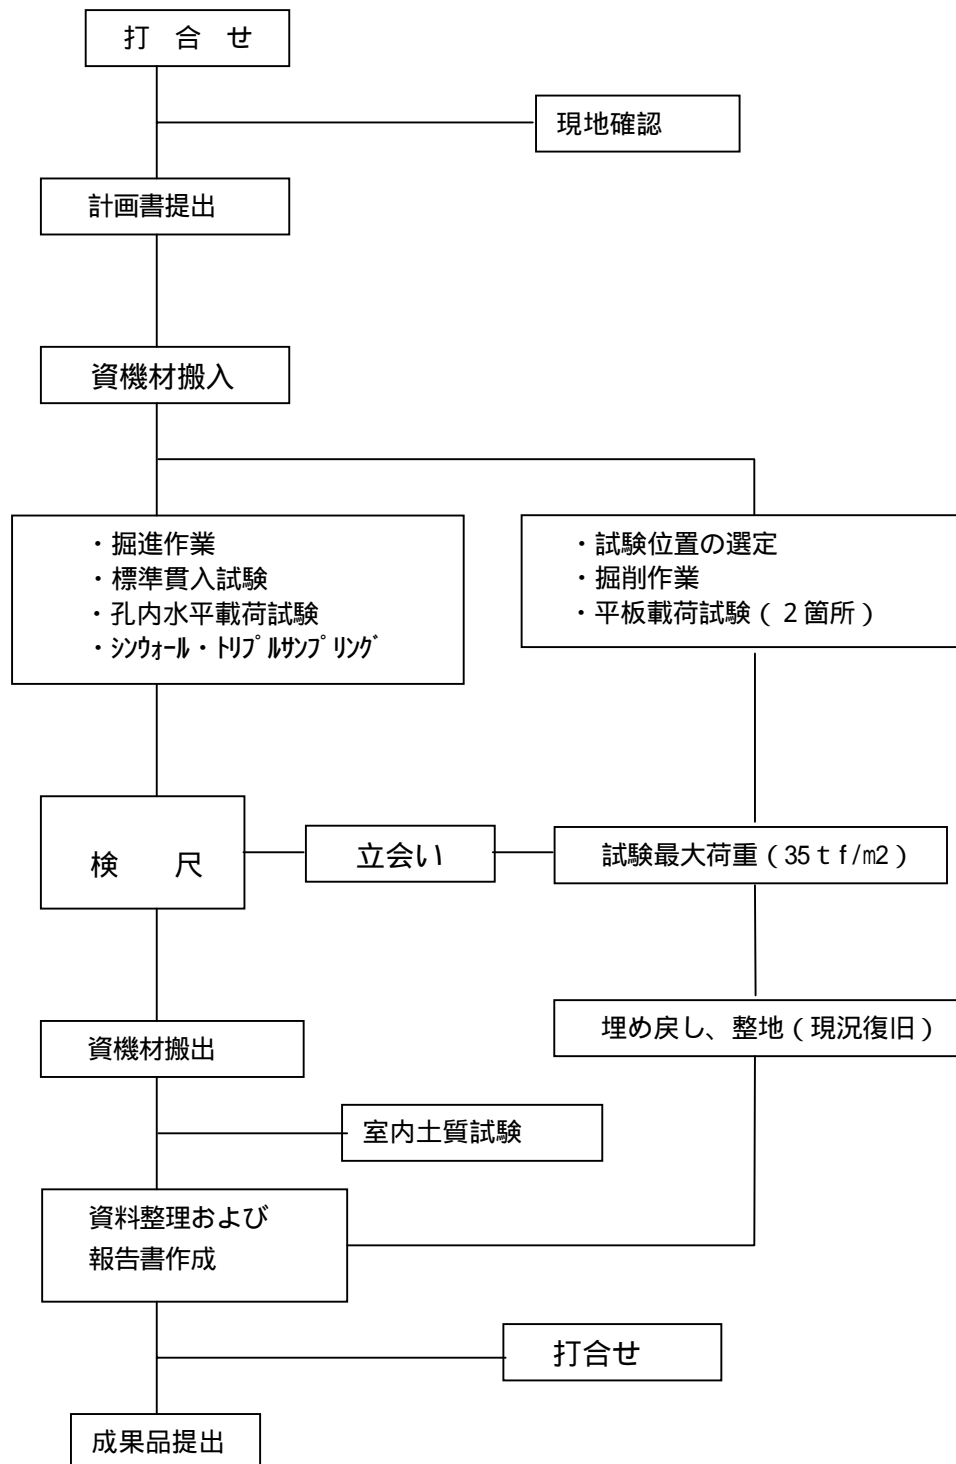 打　合　せ
現地確認
計画書提出
資機材搬入
・掘進作業
・標準貫入試験
・孔内水平載荷試験
・ｼﾝｳｫｰﾙ・ﾄﾘﾌﾟﾙｻﾝﾌﾟﾘﾝｸﾞ
・試験位置の選定
・掘削作業
・平板載荷試験（２箇所）
検　尺
立会い
試験最大荷重（35ｔf/m2）
埋め戻し、整地（現況復旧）
資機材搬出
室内土質試験
資料整理および
報告書作成
打合せ
成果品提出